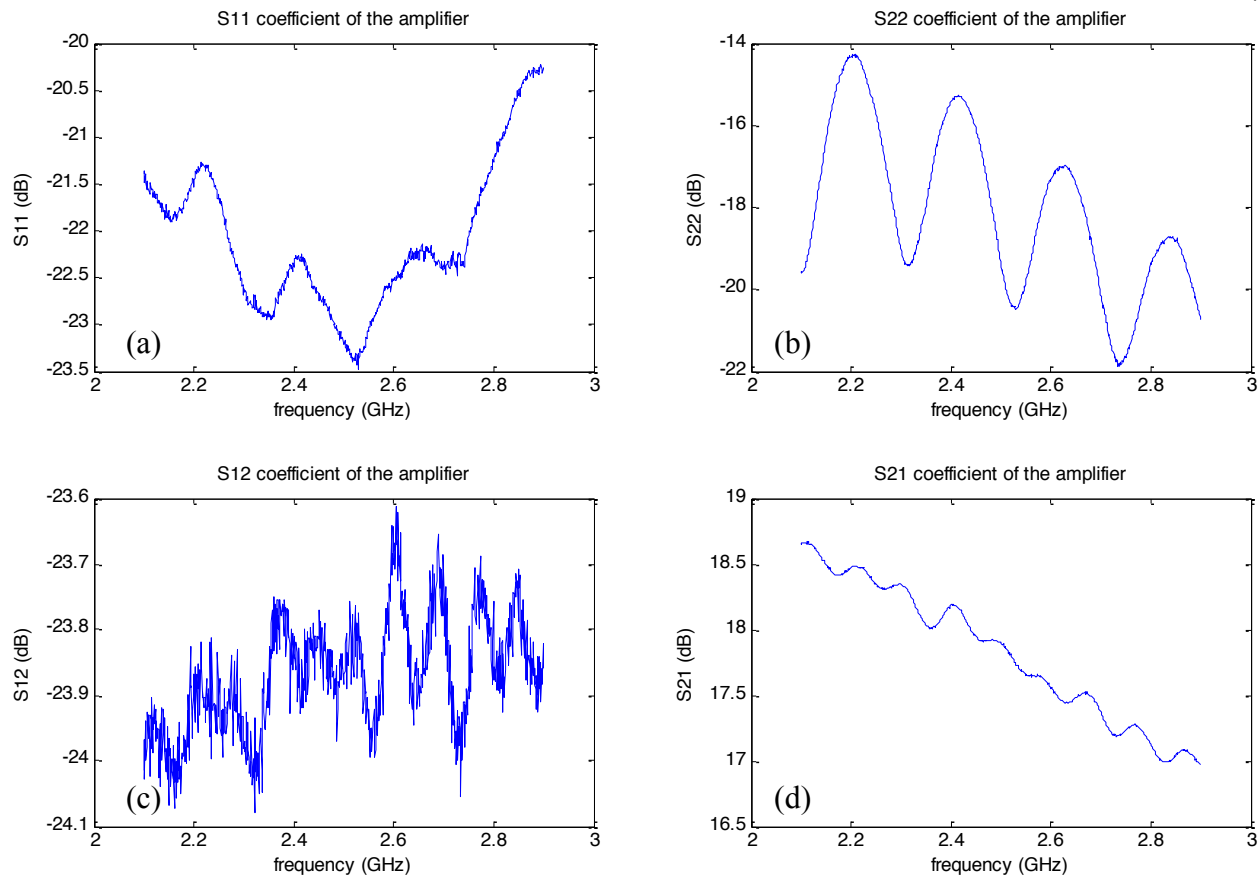 S11 coefficient of the amplifier
-20
-20.5
-21
-21.5
-22
-22.5
-23
-23.5
S11 (dB)
(a)
2 2.2 2.4 2.6 2.8 3
frequency (GHz)
S22 coefficient of the amplifier
-14
-16
-18
-20
-22
S22 (dB)
(b)
2 2.2 2.4 2.6 2.8 3
frequency (GHz)
S12 coefficient of the amplifier
-23.6
-23.7
-23.8
-23.9
-24
-24.1
S12 (dB)
(c)
2 2.2 2.4 2.6 2.8 3
frequency (GHz)
S21 coefficient of the amplifier
19
18.5
18
17.5
17
16.5
S21 (dB)
(d)
2 2.2 2.4 2.6 2.8 3
frequency (GHz)